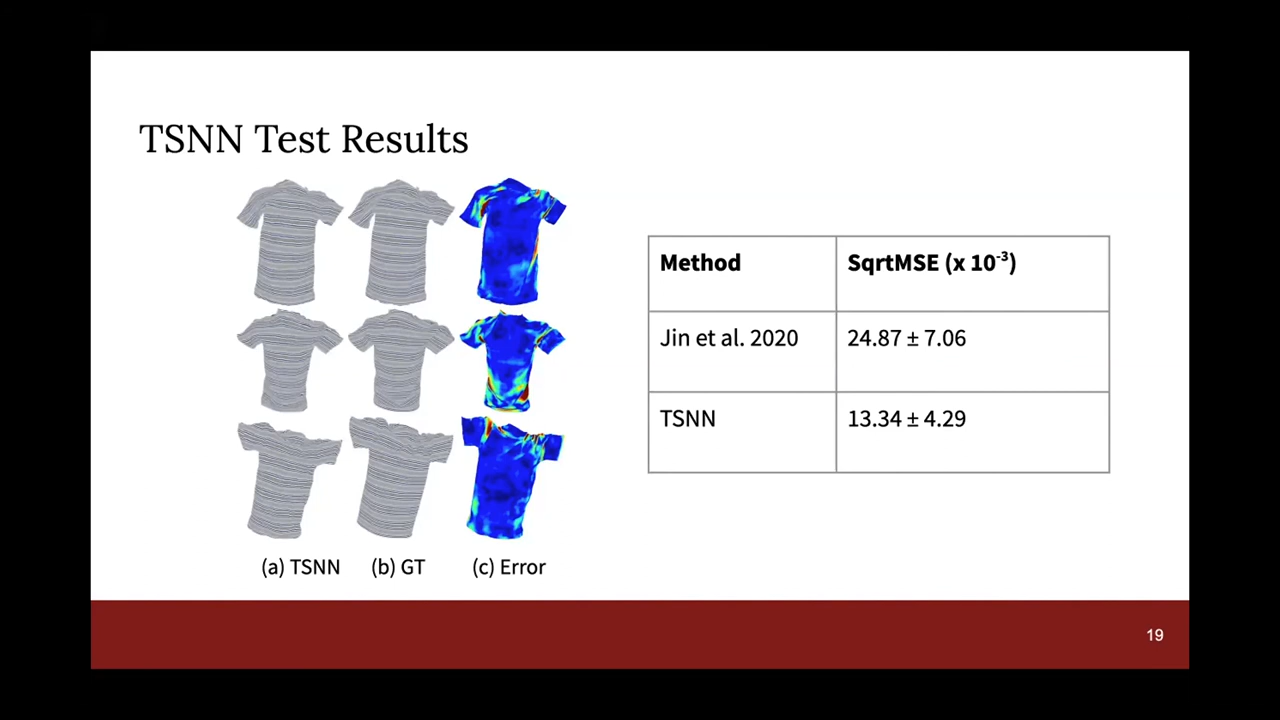 TSNN Test Results
(a) TSNN (b) GT (c) Error
Method SqrtMSE (x 10⁻³)
Jin et al. 2020 24.87 ± 7.06
TSNN 13.34 ± 4.29
19